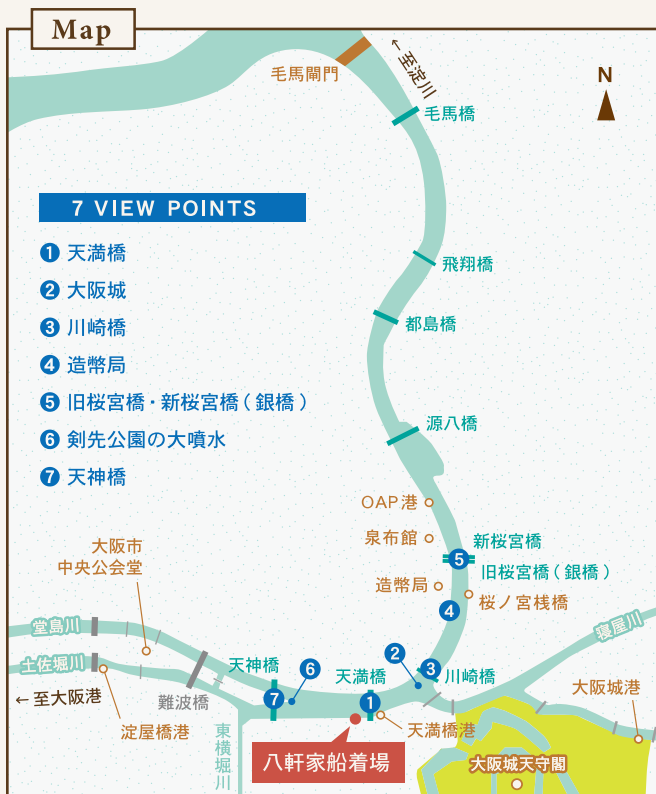 Map
毛馬閘門
↖至淀川
N
毛馬橋
7 VIEW POINTS
1 天満橋
2 大阪城
3 川崎橋
4 造幣局
5 旧桜宮橋・新桜宮橋（銀橋）
6 剣先公園の大噴水
7 天神橋
飛翔橋
都島橋
源八橋
OAP港
泉布館
新桜宮橋
5
旧桜宮橋（銀橋）
造幣局
桜ノ宮桟橋
4
大阪市
中央公会堂
堂島川
土佐堀川
←至大阪港
淀屋橋港
難波橋
天神橋
7
6
天満橋
1
2
3
川崎橋
寝屋川
大阪城港
天満橋港
東横堀川
八軒家船着場
大阪城天守閣